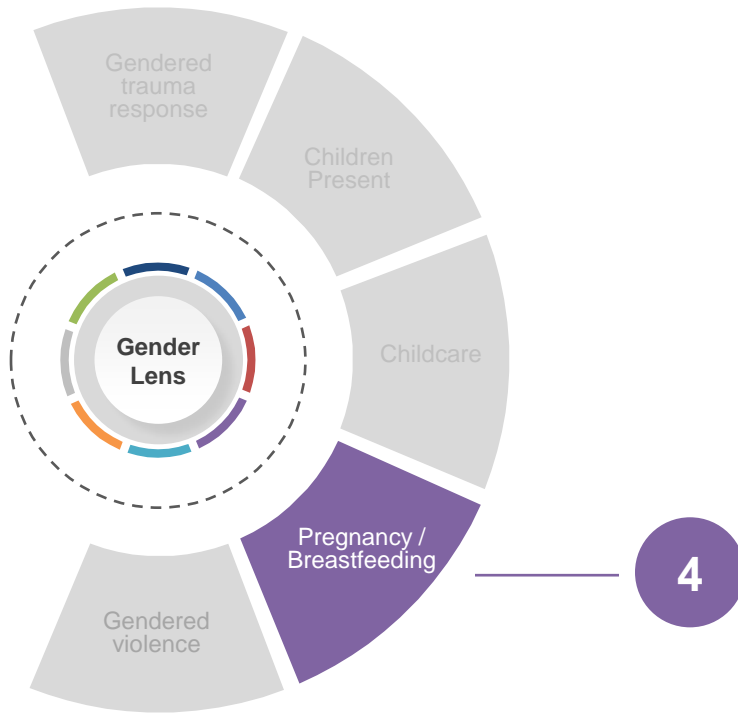 Gendered
trauma
response
Children
Present
Childcare
Gender
Lens
Pregnancy /
Breastfeeding
4
Gendered
violence